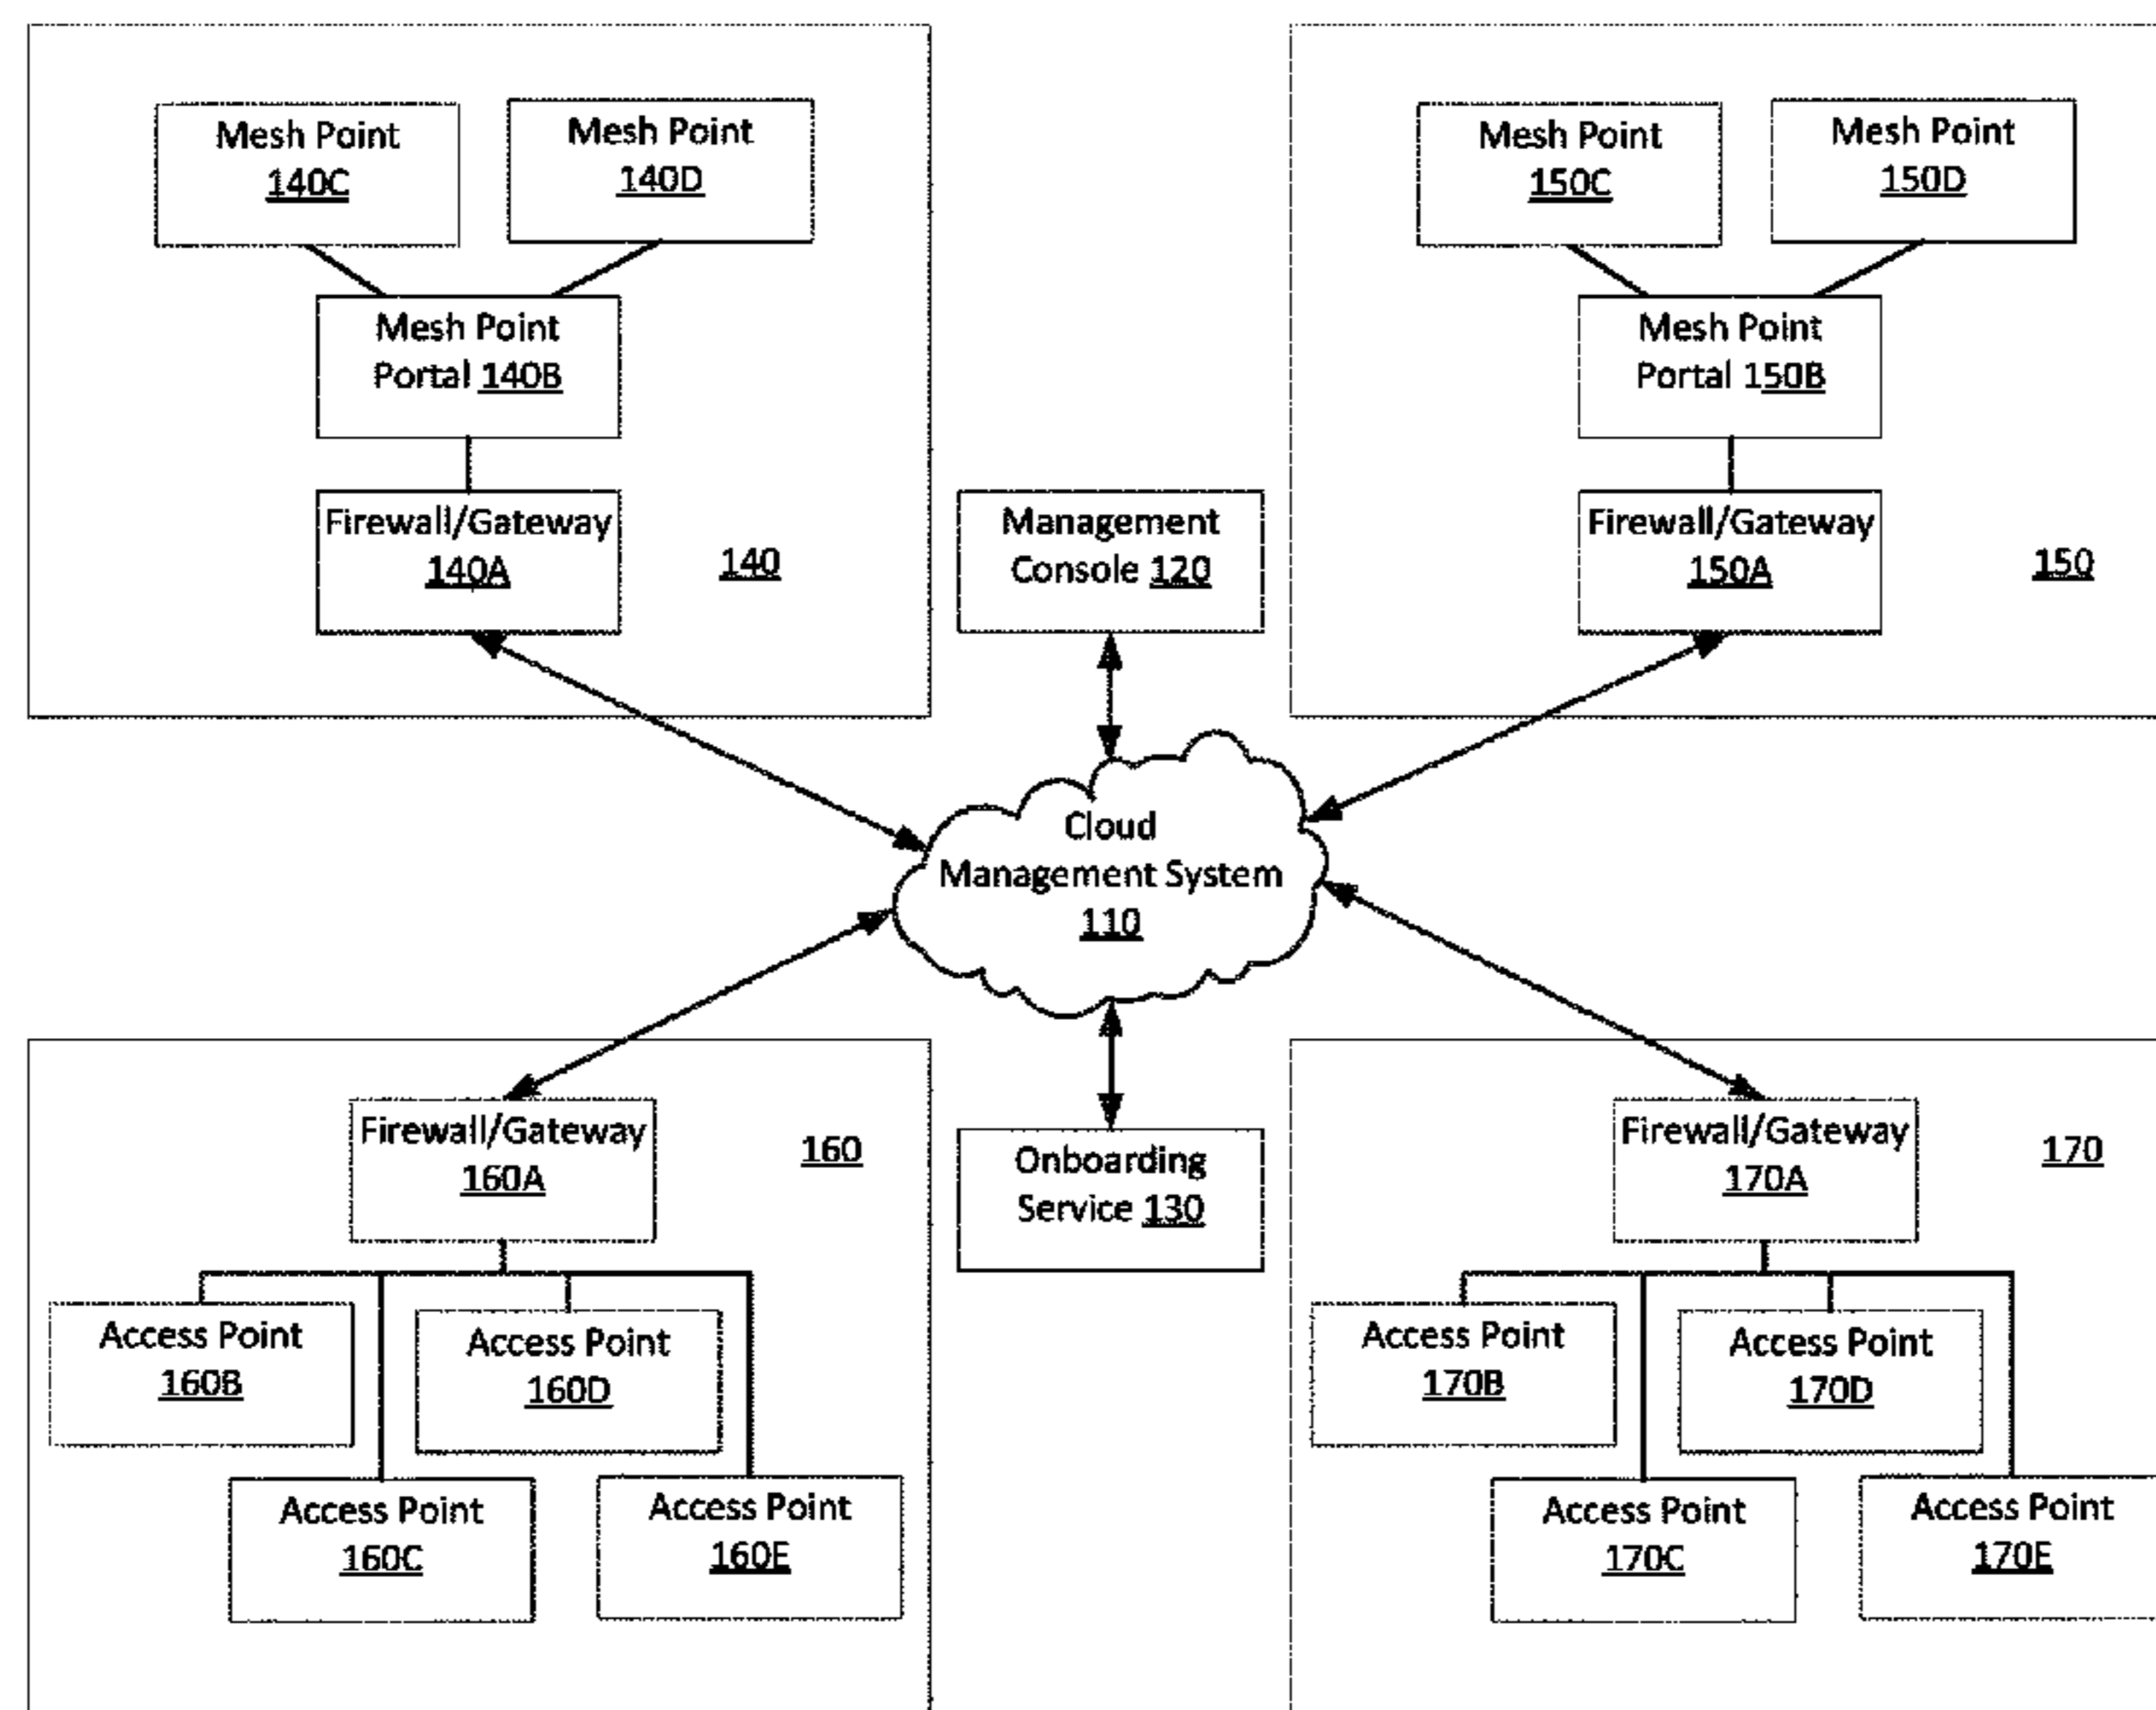 Mesh Point
140C
Mesh Point
140D
Mesh Point
Portal 140B
Firewall/Gateway
140A
140
Management
Console 120
Mesh Point
150C
Mesh Point
150D
Mesh Point
Portal 150B
Firewall/Gateway
150A
150
Cloud
Management System
110
Firewall/Gateway
160A
160
Access Point
160B
Access Point
160D
Access Point
160C
Access Point
160E
Onboarding
Service 130
Firewall/Gateway
170A
170
Access Point
170B
Access Point
170D
Access Point
170C
Access Point
170E